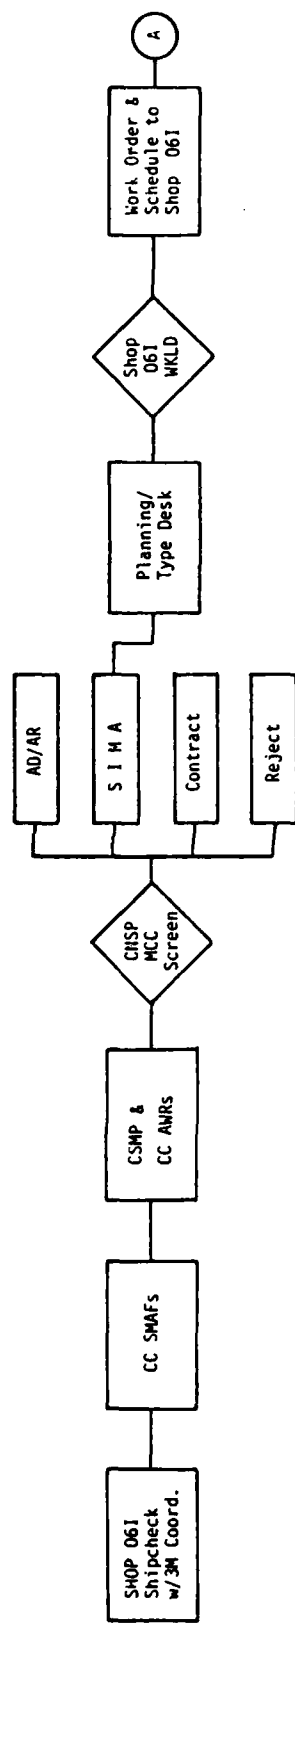 SHOP 06I
Shipcheck
w/3M Coord.
CC SMAFs
CSMP &
CC AWRs
CNSP
MCC
Screen
AD/AR
S I M A
Contract
Reject
Planning/
Type Desk
Shop
06I
WKLD
Work Order &
Schedule to
Shop 06I
A